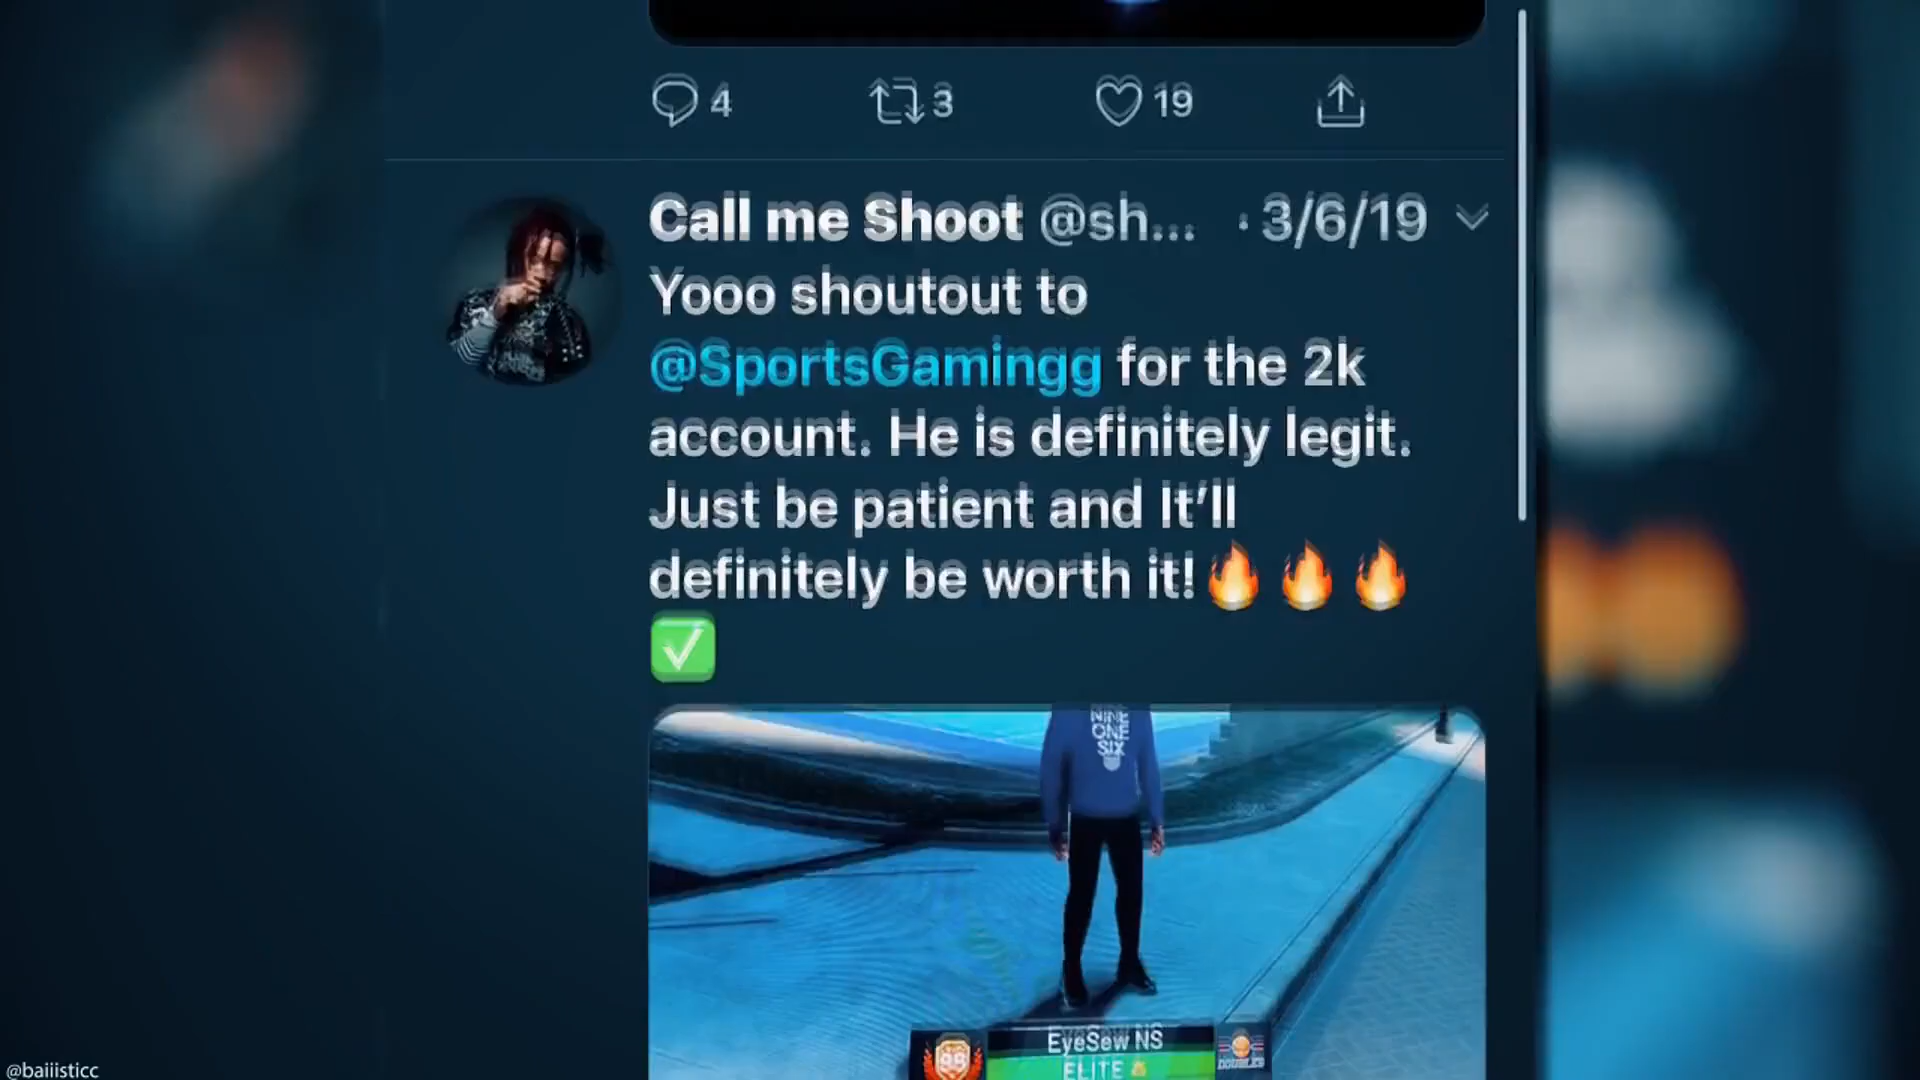 4 3 19
Call me Shoot @sh... · 3/6/19
Yooo shoutout to
@SportsGamingg for the 2k
account. He is definitely legit.
Just be patient and It’ll
definitely be worth it!🔥🔥🔥
✅
NINE
ONE
SIX
EyeSew NS
99
ELITE
DOUBLES
@baiiisticc